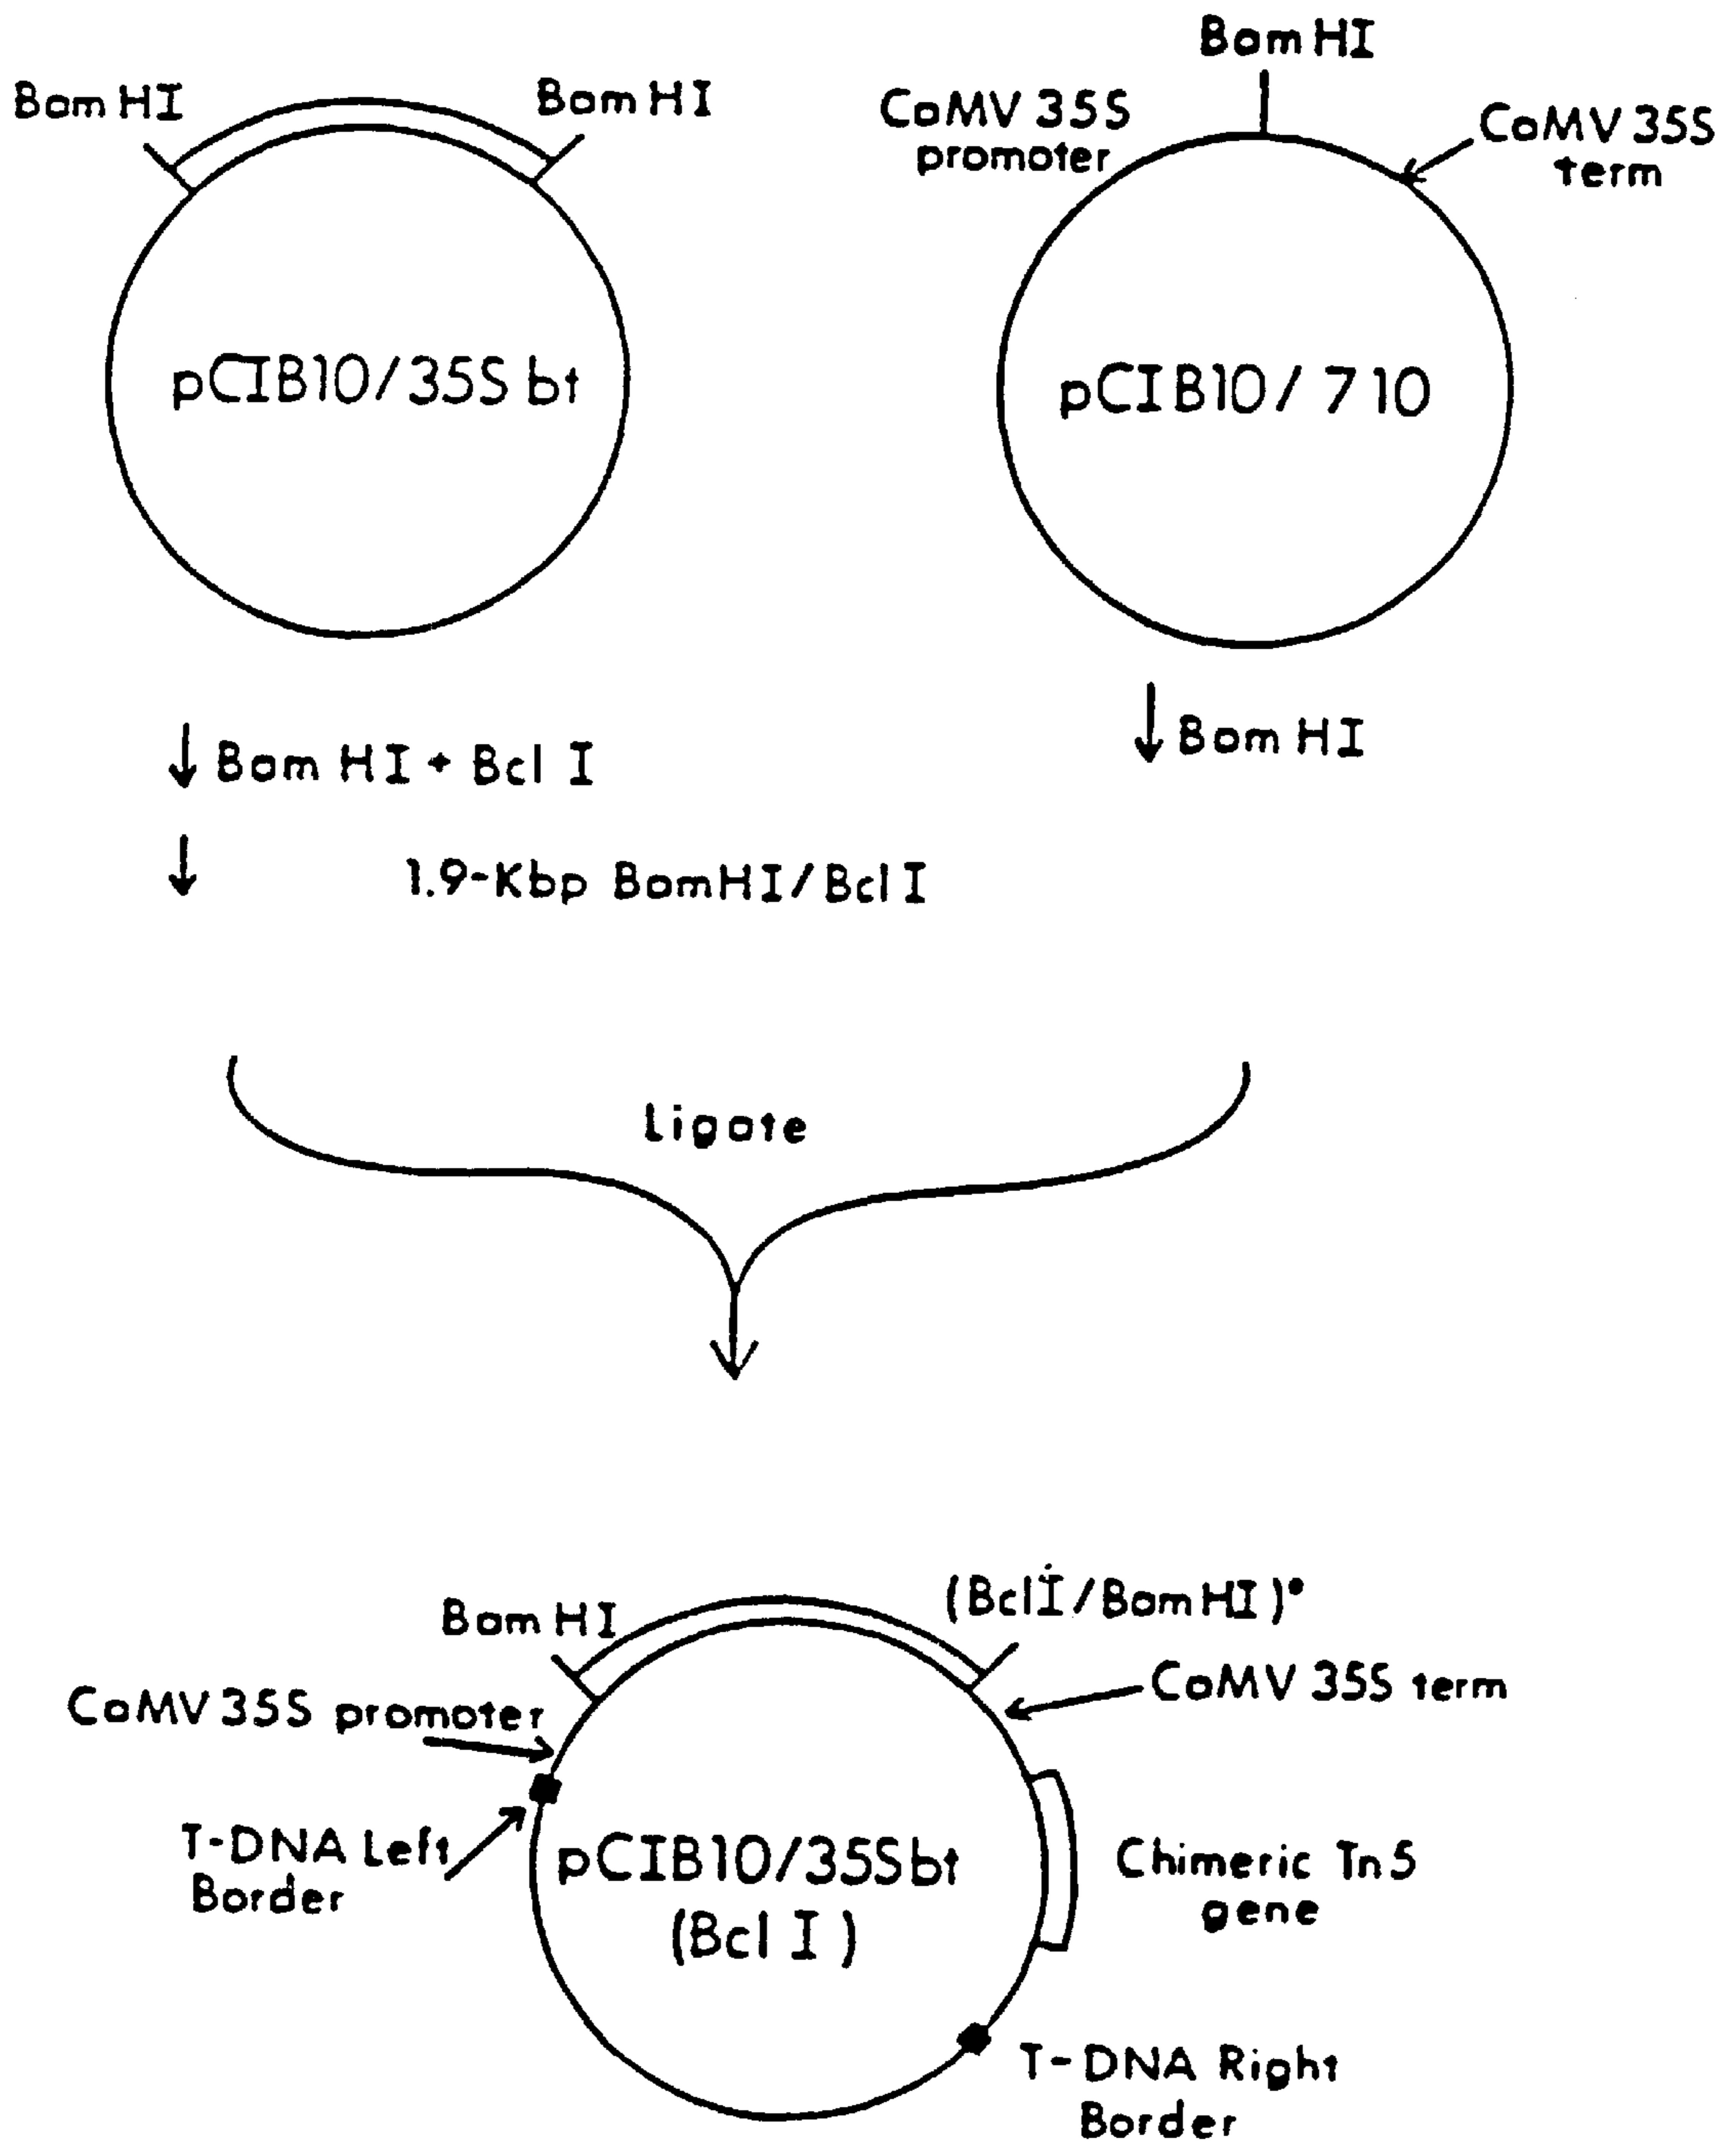 Bam HI
Bam HI
Bam HI
CaMV 35S
promoter
CaMV 35S
term
pCIB10/35S bt
pCIB10/710
Bam HI + Bcl I
Bam HI
1.9-Kbp BamHI/Bcl I
Ligate
Bam HI
(BclI/BamHI)•
CaMV 35S promoter
CaMV 35S term
T-DNA Left
Border
pCIB10/35Sbt
(Bcl I)
Chimeric Tn5
gene
T-DNA Right
Border